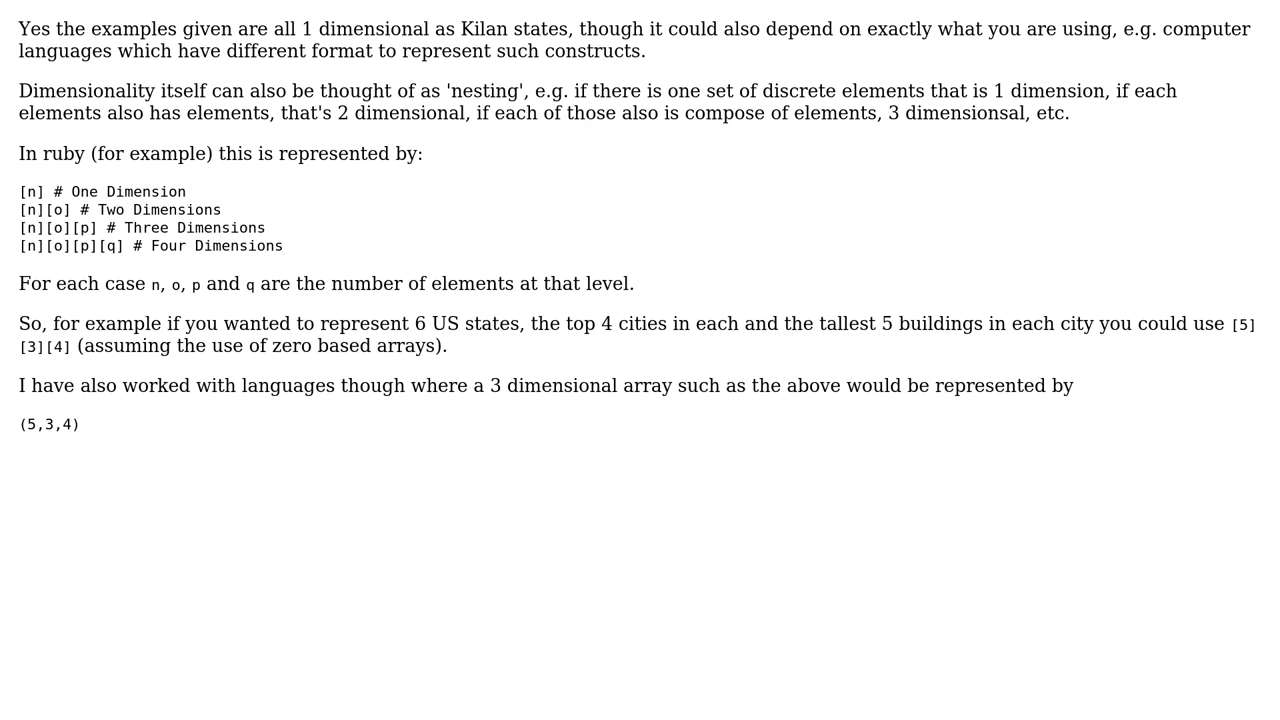 Yes the examples given are all 1 dimensional as Kilan states, though it could also depend on exactly what you are using, e.g. computer
languages which have different format to represent such constructs.
Dimensionality itself can also be thought of as 'nesting', e.g. if there is one set of discrete elements that is 1 dimension, if each
elements also has elements, that's 2 dimensional, if each of those also is compose of elements, 3 dimensionsal, etc.
In ruby (for example) this is represented by:
[n] # One Dimension
[n][o] # Two Dimensions
[n][o][p] # Three Dimensions
[n][o][p][q] # Four Dimensions
For each case n, o, p and q are the number of elements at that level.
So, for example if you wanted to represent 6 US states, the top 4 cities in each and the tallest 5 buildings in each city you could use [5]
[3][4] (assuming the use of zero based arrays).
I have also worked with languages though where a 3 dimensional array such as the above would be represented by
(5,3,4)